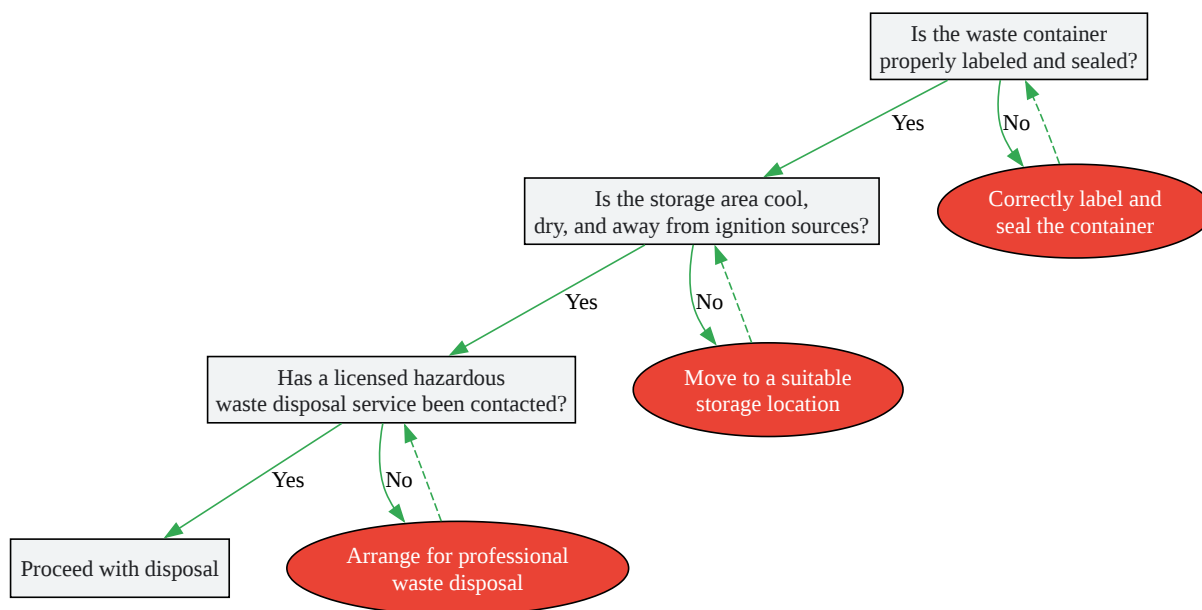 Is the waste container
properly labeled and sealed?
Yes
No
Is the storage area cool,
dry, and away from ignition sources?
Correctly label and
seal the container
Yes
No
Has a licensed hazardous
waste disposal service been contacted?
Move to a suitable
storage location
Yes
No
Proceed with disposal
Arrange for professional
waste disposal